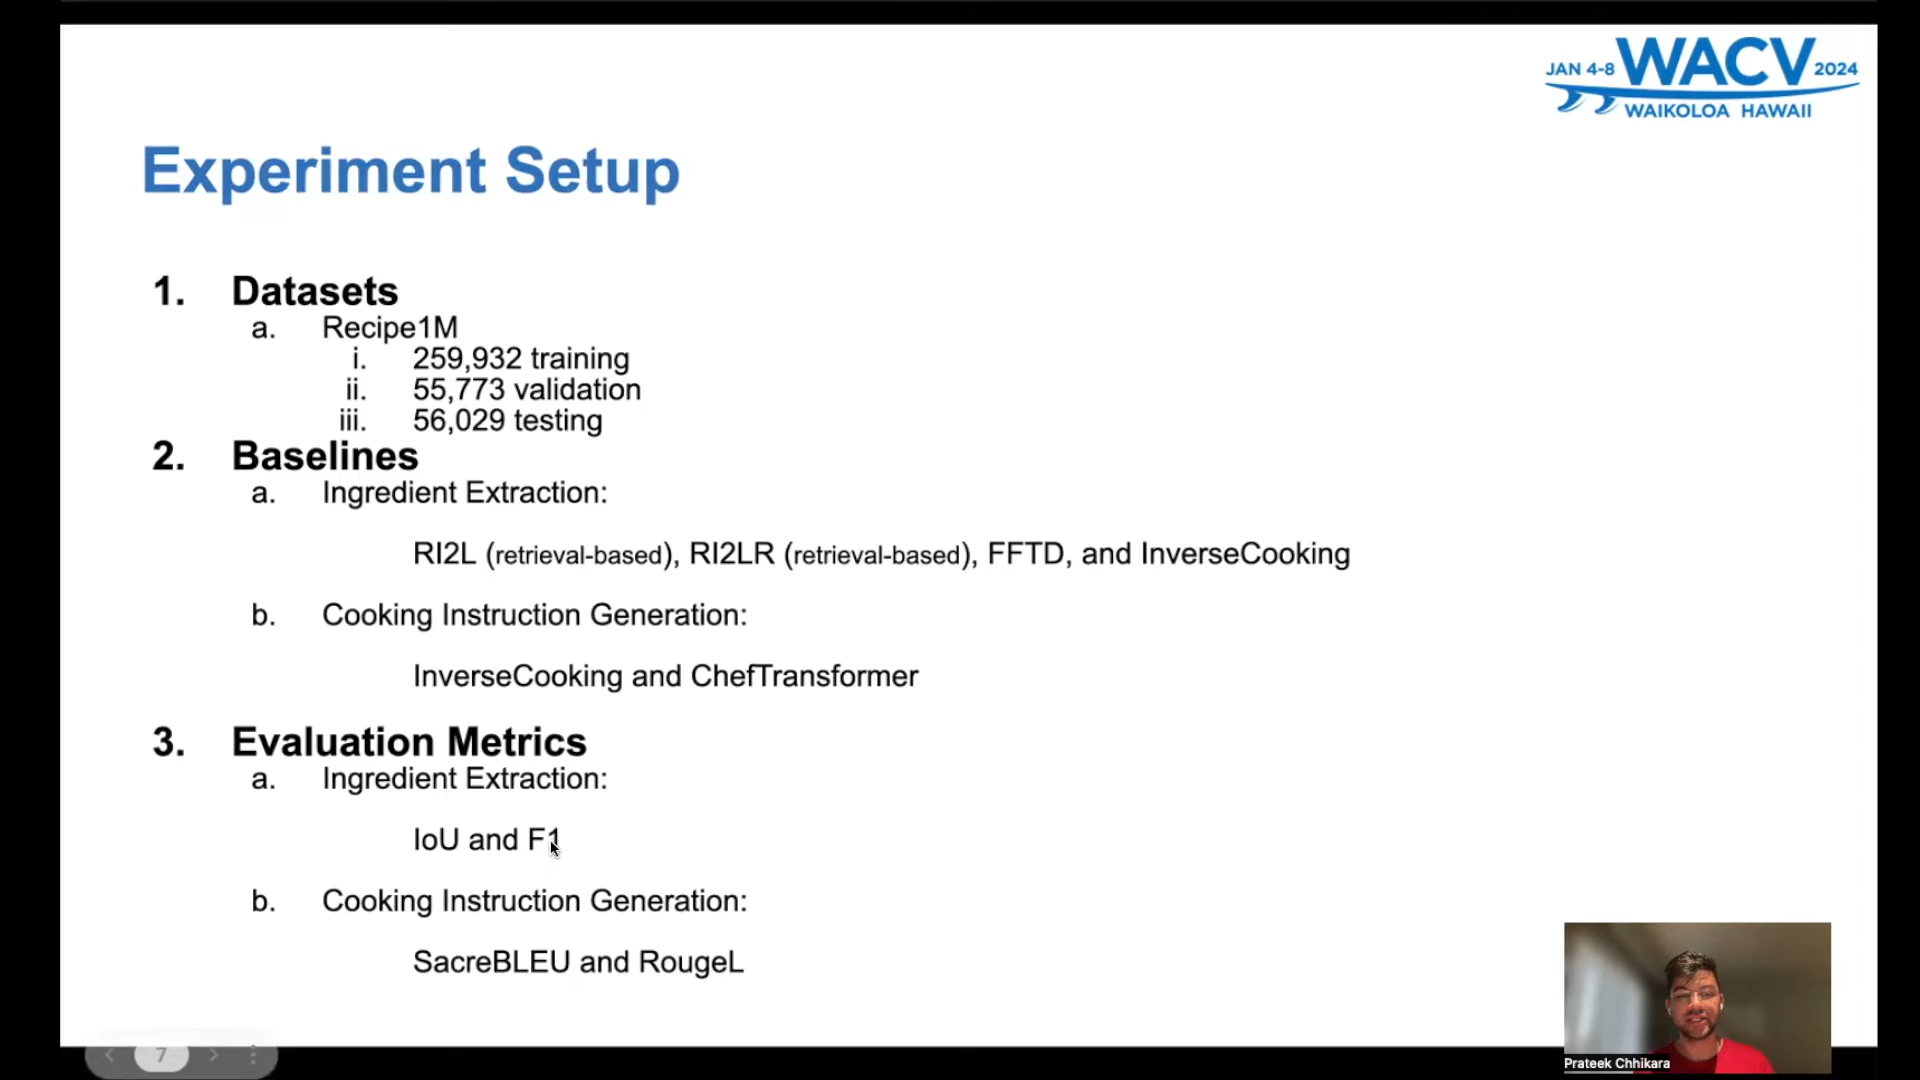 JAN 4-8 WACV 2024
WAIKOLOA HAWAII
Experiment Setup
1. Datasets
a. Recipe1M
i. 259,932 training
ii. 55,773 validation
iii. 56,029 testing
2. Baselines
a. Ingredient Extraction:
RI2L (retrieval-based), RI2LR (retrieval-based), FFTD, and InverseCooking
b. Cooking Instruction Generation:
InverseCooking and ChefTransformer
3. Evaluation Metrics
a. Ingredient Extraction:
IoU and F1
b. Cooking Instruction Generation:
SacreBLEU and RougeL
7
Prateek Chhikara